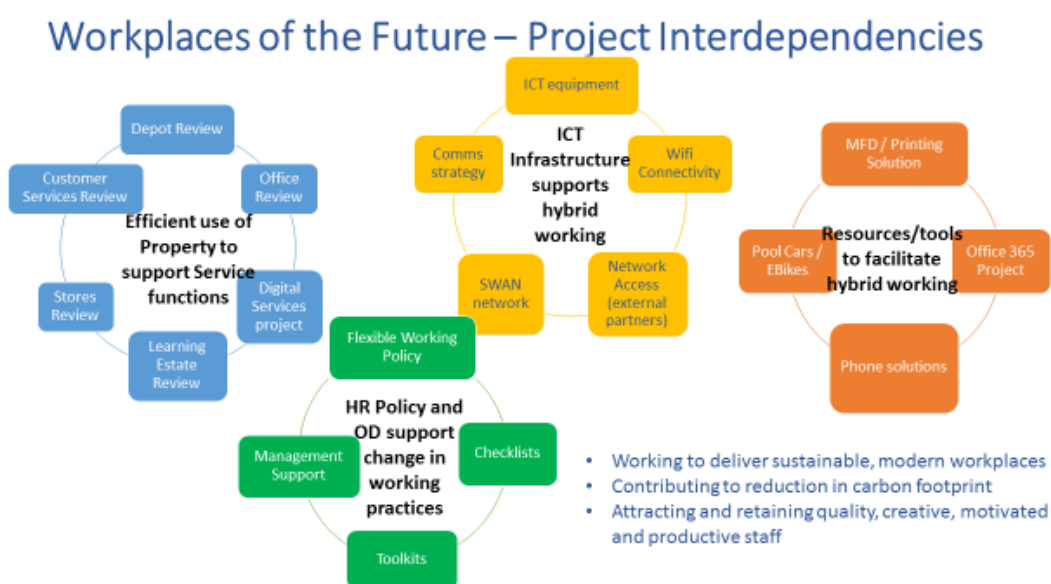 Workplaces of the Future – Project Interdependencies
Depot Review
Customer
Services Review
Office
Review
Efficient use of
Property to
support Service
functions
Stores
Review
Digital
Services
project
Learning
Estate
Review
ICT equipment
Comms
strategy
ICT
Infrastructure
supports
hybrid
working
Wifi
Connectivity
SWAN
network
Network
Access
(external
partners)
MFD / Printing
Solution
Pool Cars /
EBikes
Resources/tools
to facilitate
hybrid working
Office 365
Project
Phone solutions
Flexible Working
Policy
HR Policy and
OD support
change in
working
practices
Management
Support
Checklists
Toolkits
• Working to deliver sustainable, modern workplaces
• Contributing to reduction in carbon footprint
• Attracting and retaining quality, creative, motivated
and productive staff